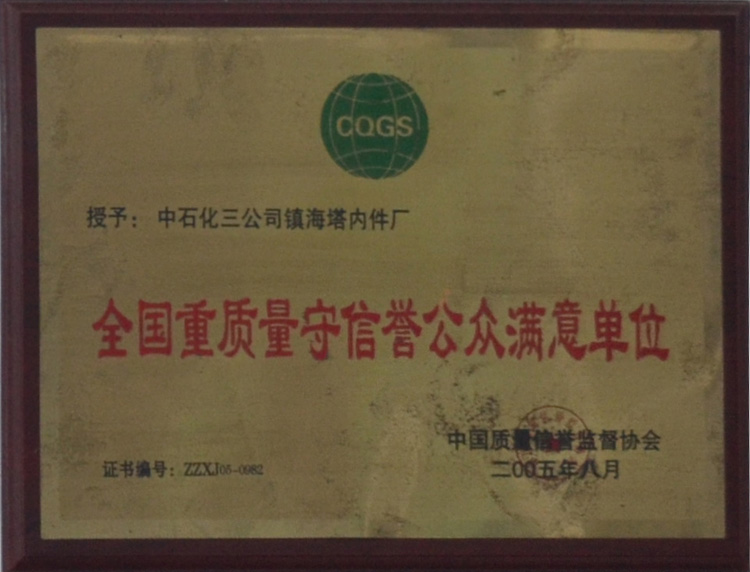 CQGS
授予：中石化三公司镇海塔内件厂
全国重质量守信誉公众满意单位
中国质量信誉监督协会
证书编号：ZZXJ05-0982
二00五年八月